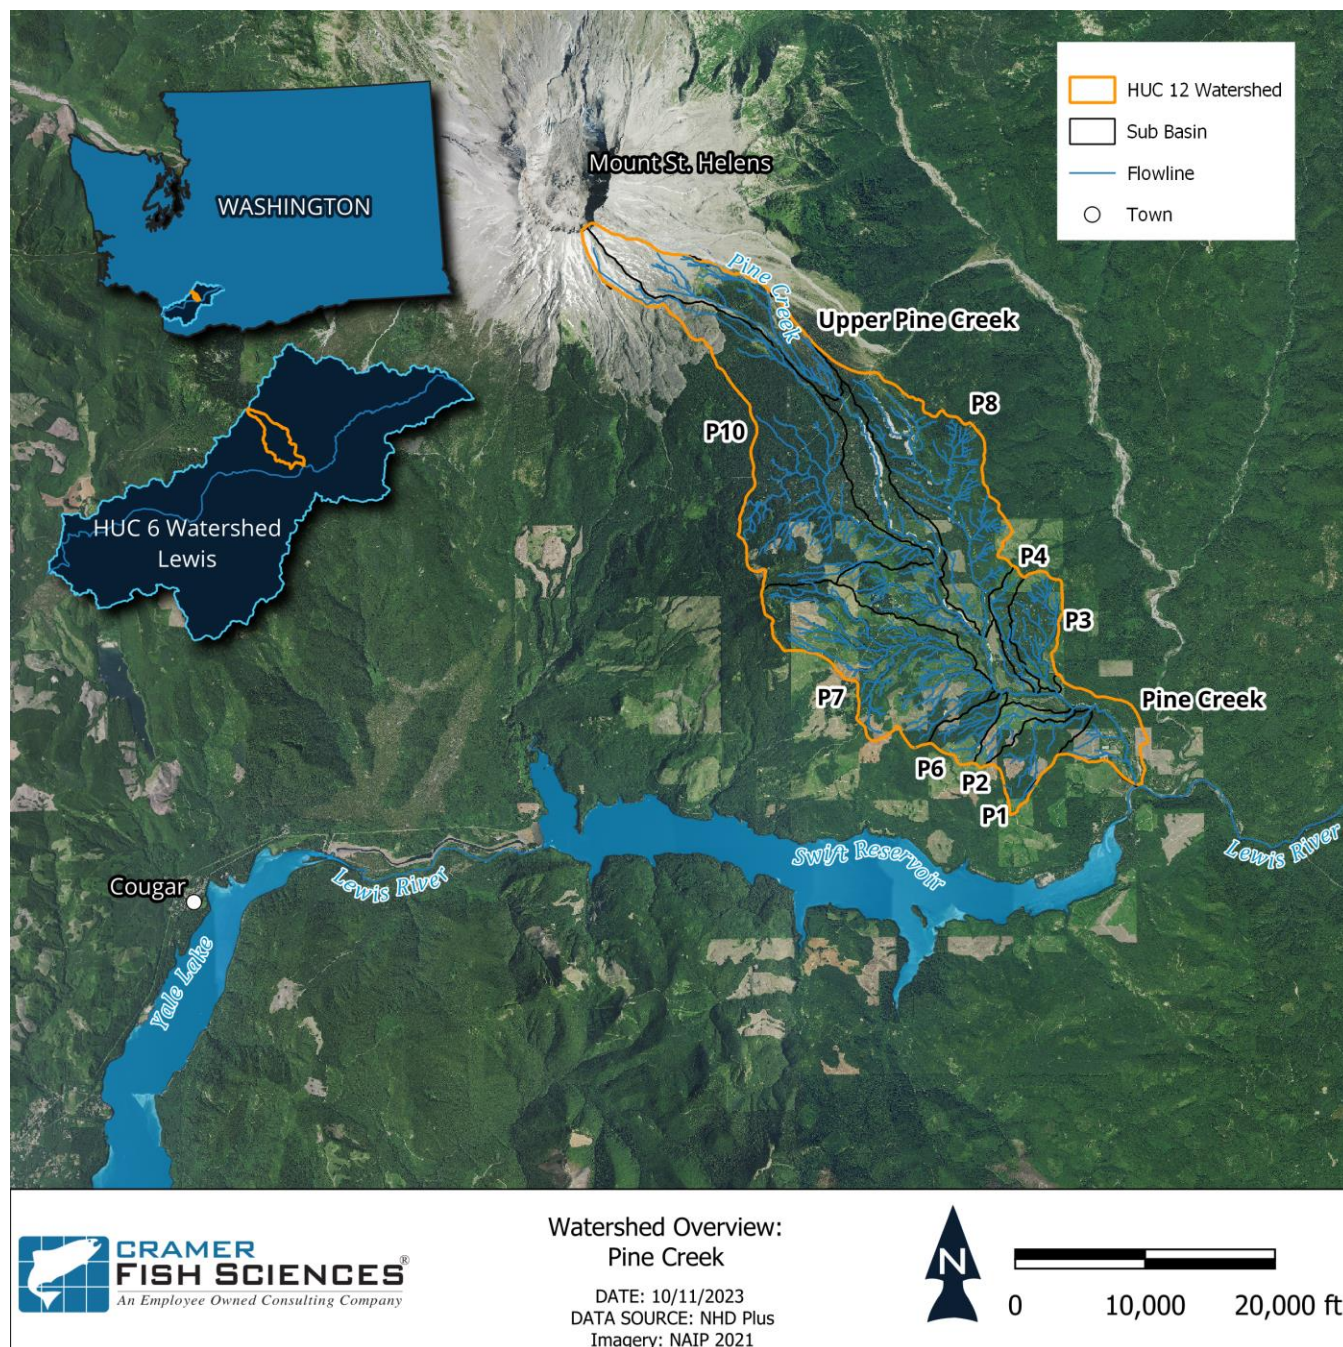 HUC 12 Watershed
Sub Basin
Flowline
Town
WASHINGTON
HUC 6 Watershed
Lewis
Mount St. Helens
Pine Creek
Upper Pine Creek
P8
P10
P4
P3
Pine Creek
P7
P6
P2
P1
Swift Reservoir
Lewis River
Lewis River
Cougar
Yale Lake
CRAMER
FISH SCIENCES®
An Employee Owned Consulting Company
Watershed Overview:
Pine Creek
DATE: 10/11/2023
DATA SOURCE: NHD Plus
Imagery: NAIP 2021
N
0 10,000 20,000 ft